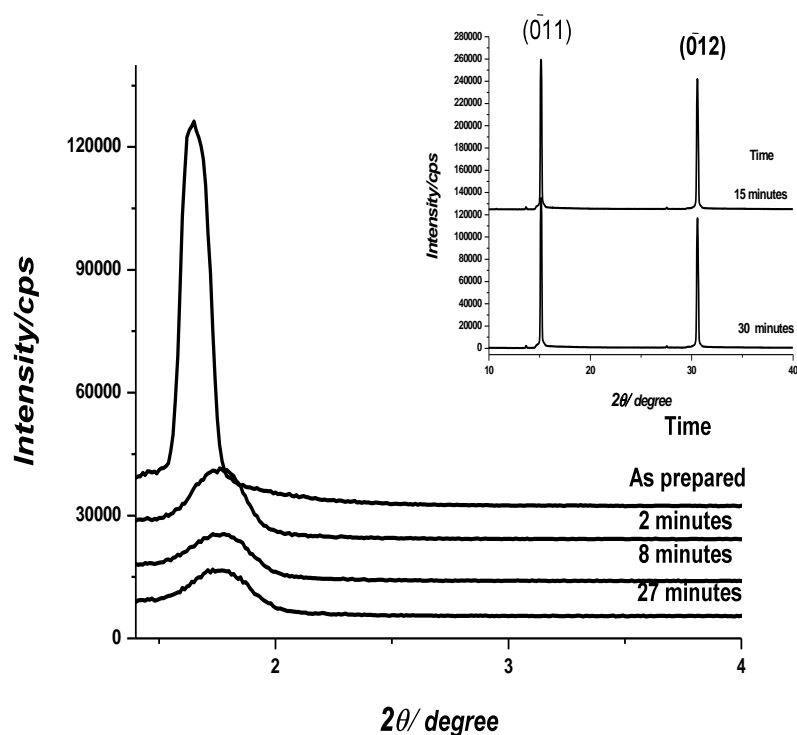 (0̄11)
(0̄12)
280000
260000
240000
220000
200000
180000
160000
140000
120000
100000
80000
60000
40000
20000
0
Intensity/cps
Time
15 minutes
30 minutes
10 20 30 40
2θ/ degree
120000
90000
60000
30000
0
Intensity/cps
Time
As prepared
2 minutes
8 minutes
27 minutes
2 3 4
2θ/ degree